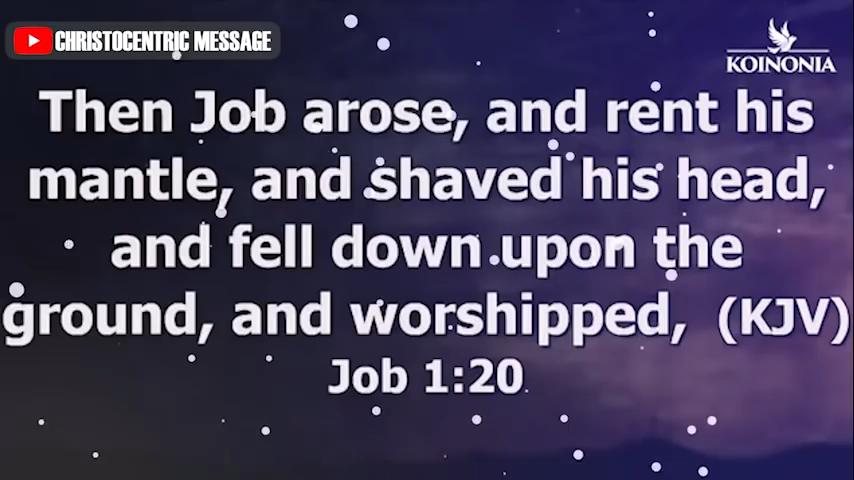 CHRISTOCENTRIC MESSAGE
KOINONIA
Then Job arose, and rent his
mantle, and shaved his head,
and fell down upon the
ground, and worshipped, (KJV)
Job 1:20